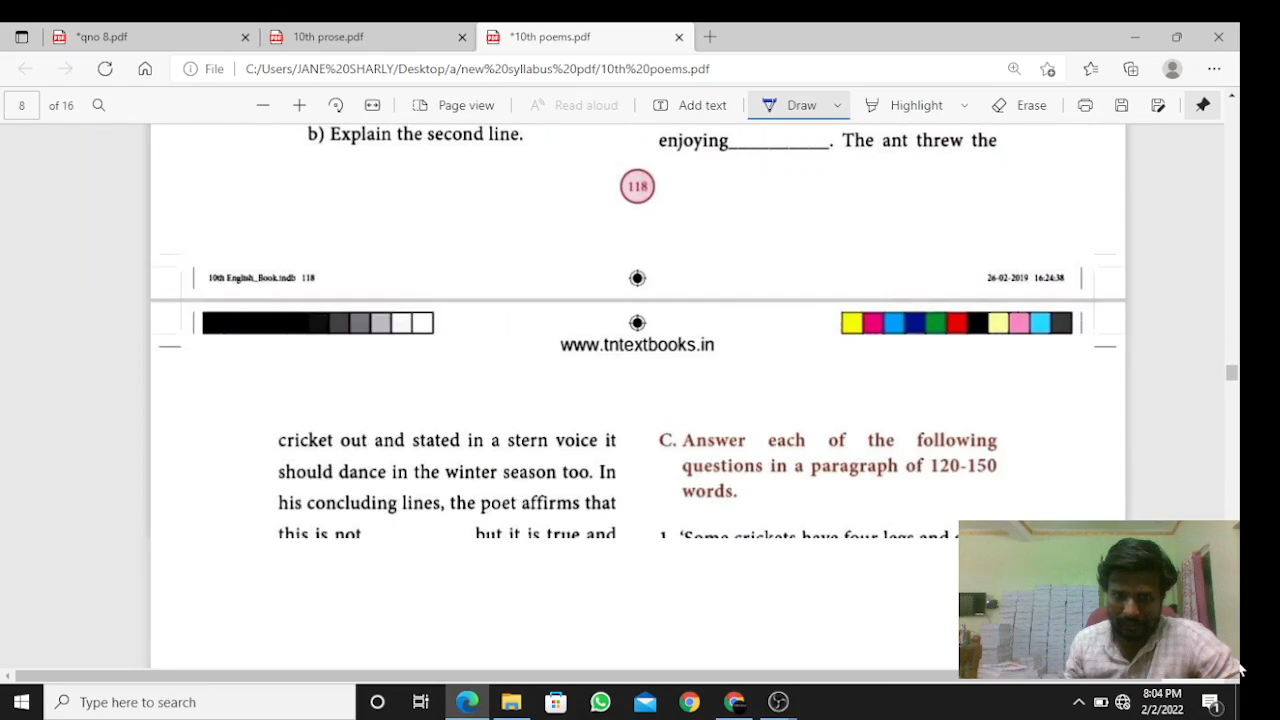 *qno 8.pdf
10th prose.pdf
*10th poems.pdf
File
C:/Users/JANE%20SHARLY/Desktop/a/new%20syllabus%20pdf/10th%20poems.pdf
8
of 16
Page view
Read aloud
Add text
Draw
Highlight
Erase
b) Explain the second line.
enjoying__________. The ant threw the
118
10th English_Book.indb 118
26-02-2019 16:24:38
www.tntextbooks.in
cricket out and stated in a stern voice it
should dance in the winter season too. In
his concluding lines, the poet affirms that
this is not __________ but it is true and
C. Answer each of the following
questions in a paragraph of 120-150
words.
1. ‘Some crickets have four legs and
Type here to search
8:04 PM
2/2/2022
1